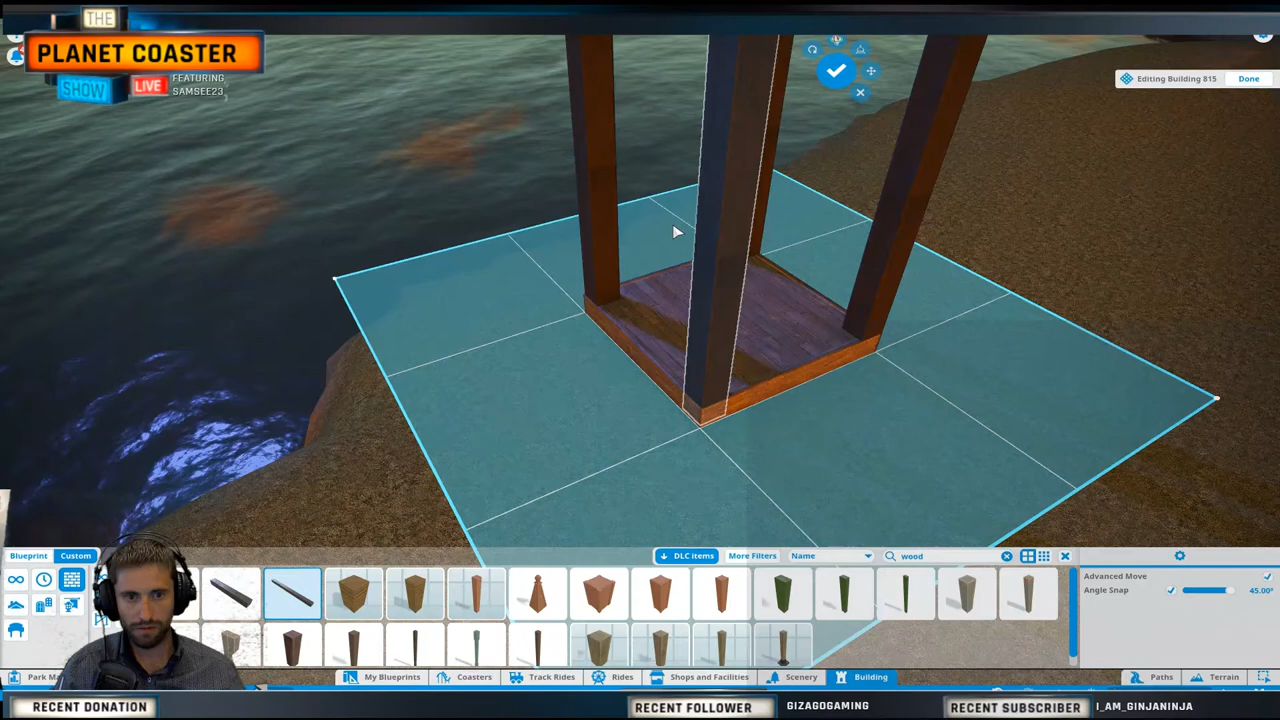 THE
PLANET COASTER
SHOW
LIVE
FEATURING
SAMSEE23
Editing Building 815
Done
Blueprint
Custom
DLC items
More Filters
Name
wood
Advanced Move
Angle Snap
45.00°
My Blueprints
Coasters
Track Rides
Rides
Shops and Facilities
Scenery
Building
Paths
Terrain
RECENT DONATION
RECENT FOLLOWER
GIZAGOGAMING
RECENT SUBSCRIBER
I_AM_GINJANINJA